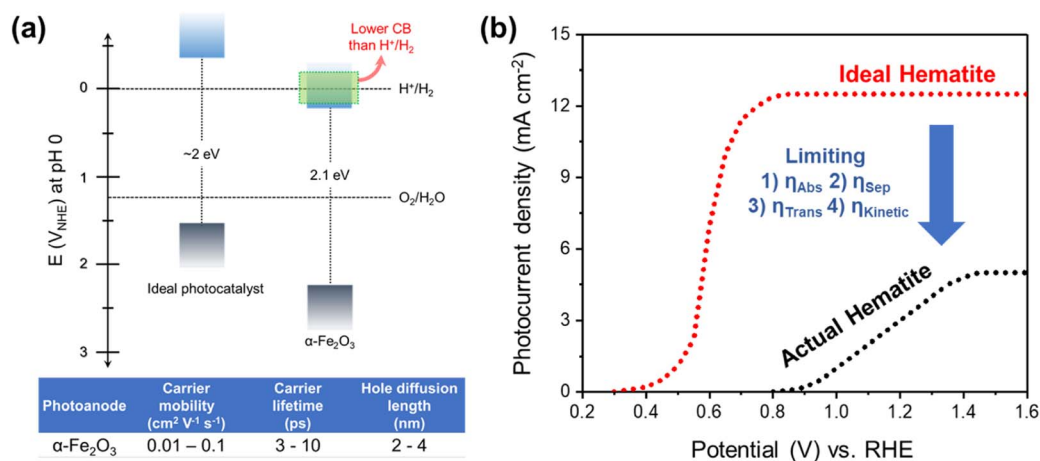 (a)
Lower CB
than H⁺/H₂
0
H⁺/H₂
~2 eV
2.1 eV
1
O₂/H₂O
2
Ideal photocatalyst
α-Fe₂O₃
3
E (V_NHE) at pH 0
Photoanode
Carrier
mobility
(cm² V⁻¹ s⁻¹)
Carrier
lifetime
(ps)
Hole diffusion
length
(nm)
α-Fe₂O₃ 0.01 – 0.1 3 - 10 2 - 4
(b)
15
12
9
6
3
0
Photocurrent density (mA cm⁻²)
Ideal Hematite
Limiting
1) η_Abs 2) η_Sep
3) η_Trans 4) η_Kinetic
Actual Hematite
0.2 0.4 0.6 0.8 1.0 1.2 1.4 1.6
Potential (V) vs. RHE